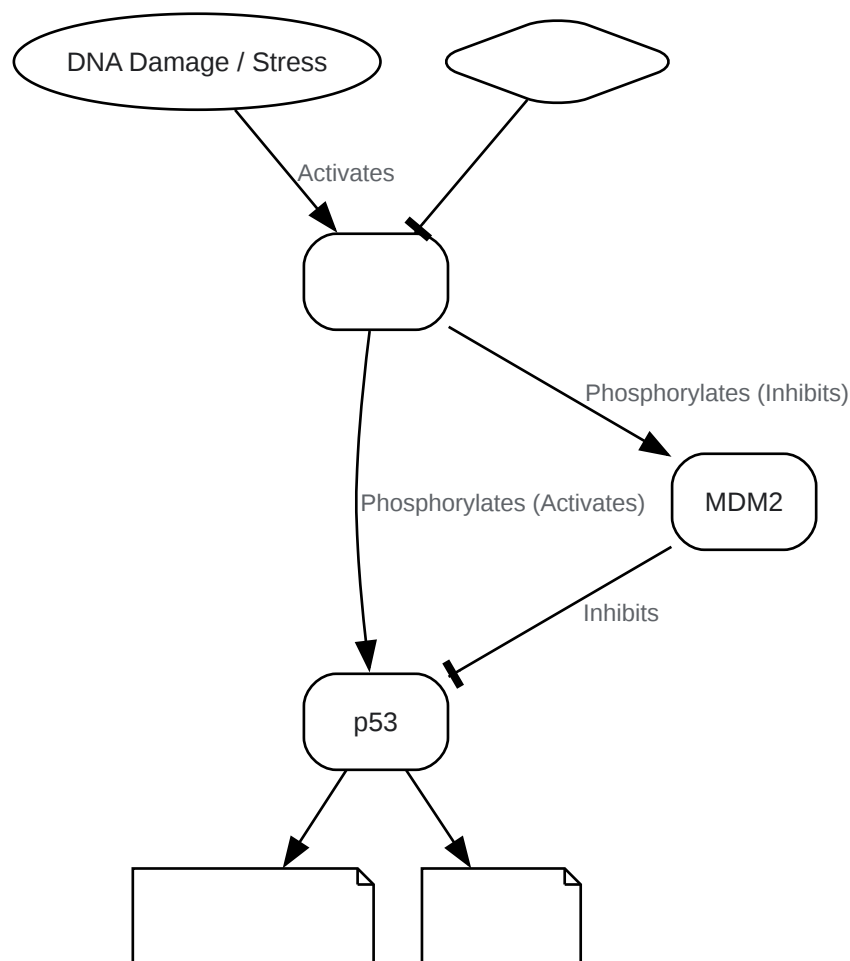 DNA Damage / Stress
Activates
Phosphorylates (Inhibits)
Phosphorylates (Activates)
MDM2
Inhibits
p53